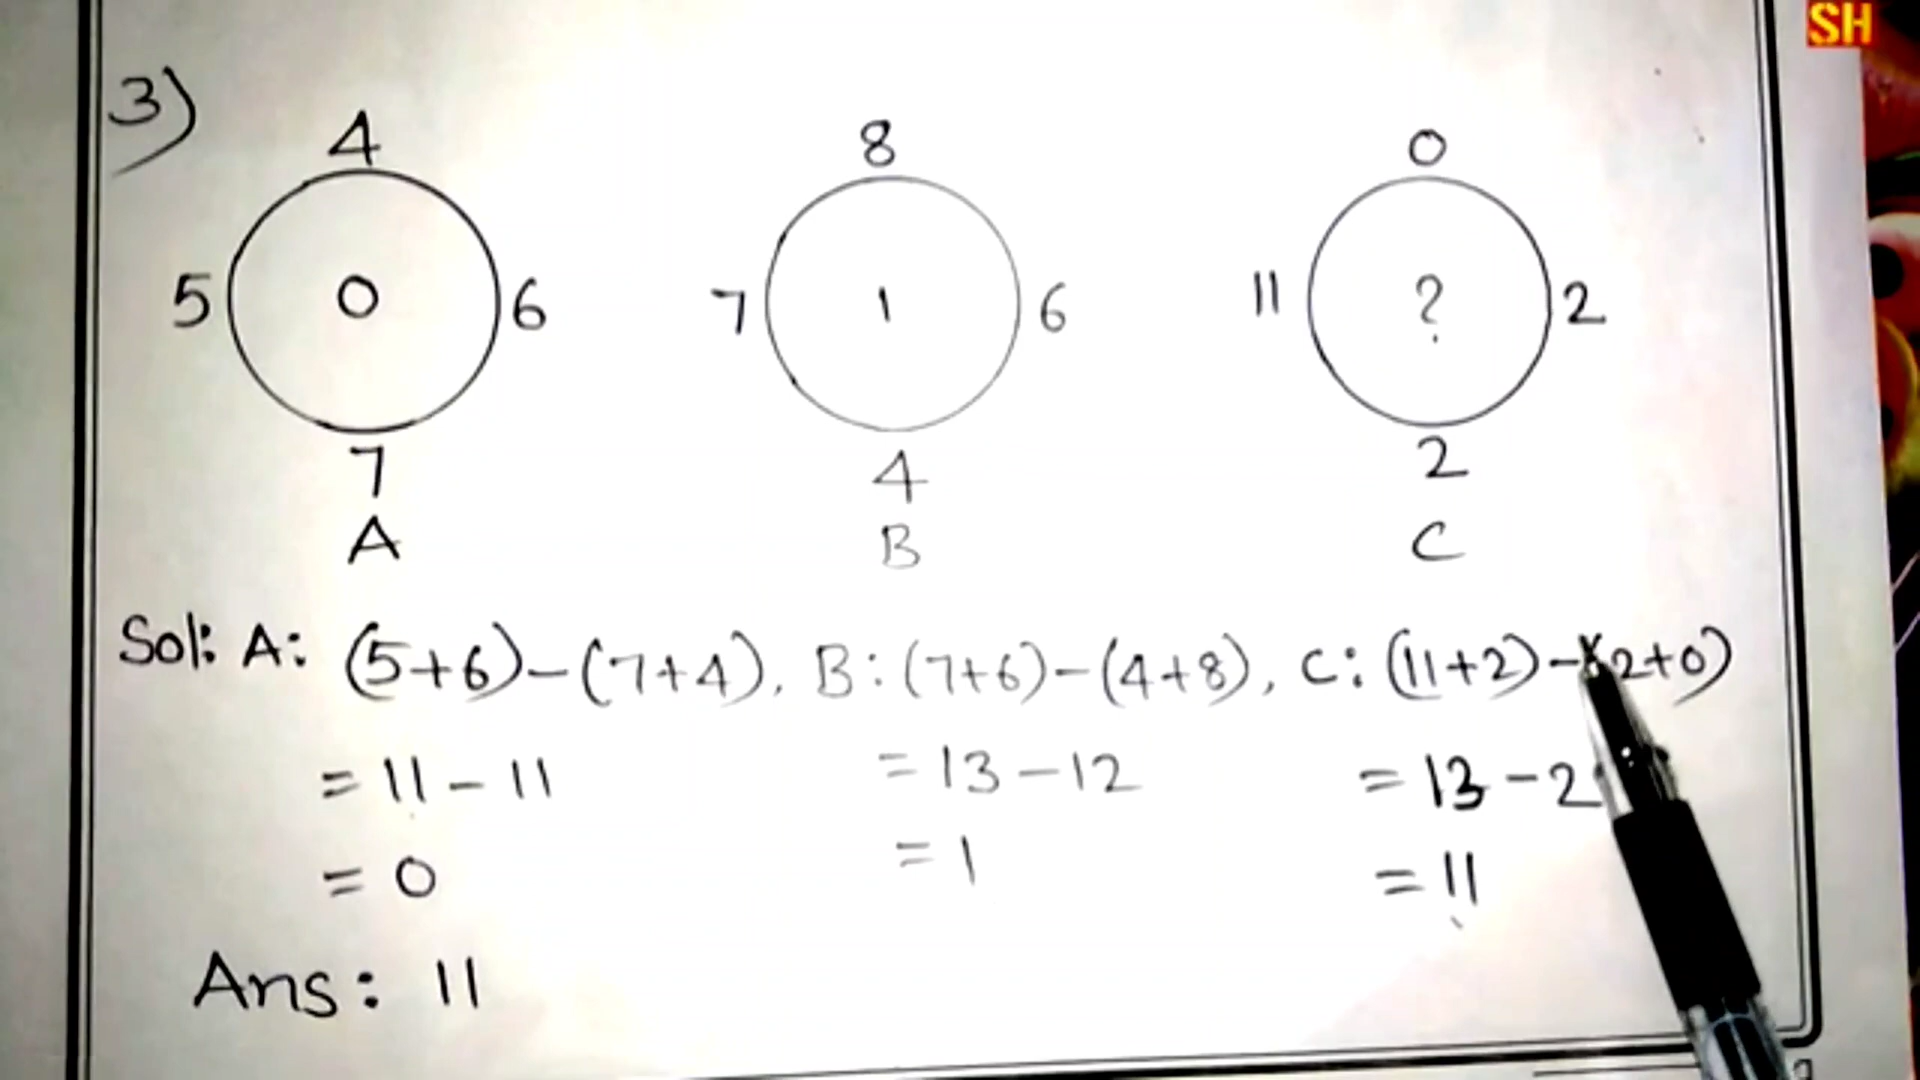 SH
3)
4 8 0
5 0 6 7 1 6 11 ? 2
7 4 2
A B C
Sol: A: (5+6)-(7+4), B: (7+6)-(4+8), C: (11+2)-(2+0)
= 11 - 11 = 13 - 12 = 13 - 2
= 0 = 1 = 11
Ans: 11